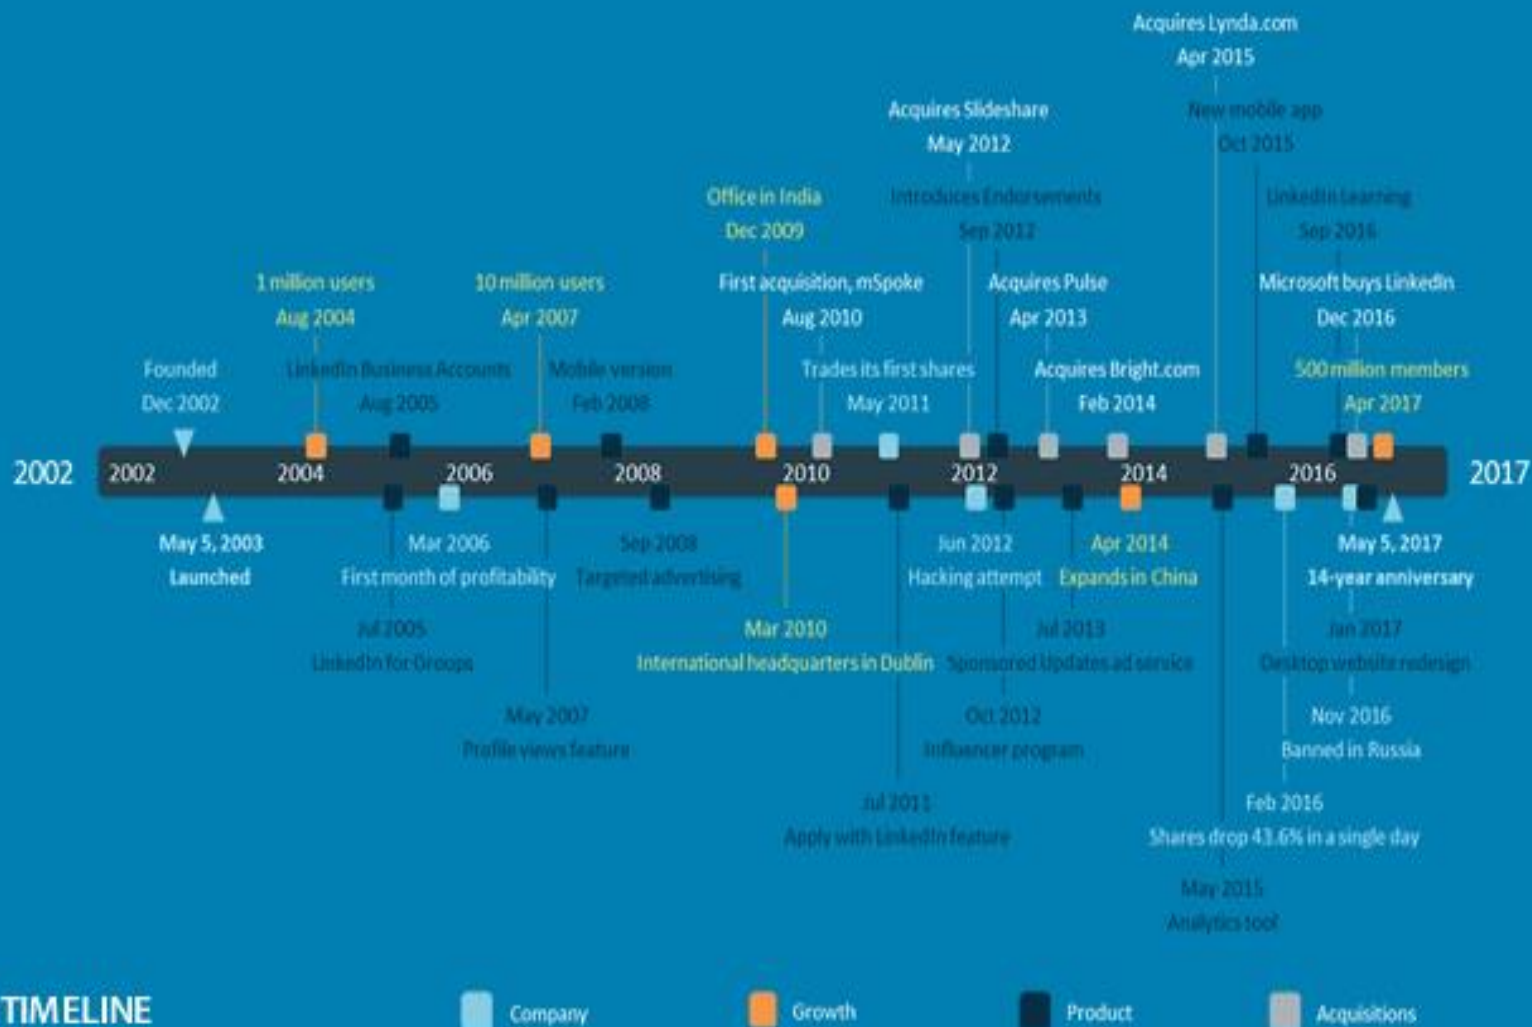 Acquires Lynda.com
Apr 2015
Acquires Slideshare
May 2012
New mobile app
Oct 2015
Office in India
Dec 2009
Introduces Endorsements
Sep 2012
LinkedIn Learning
Sep 2016
1 million users
Aug 2004
10 million users
Apr 2007
First acquisition, mSpoke
Aug 2010
Acquires Pulse
Apr 2013
Microsoft buys LinkedIn
Dec 2016
Founded
Dec 2002
LinkedIn Business Accounts
Aug 2005
Mobile version
Feb 2008
Trades its first shares
May 2011
Acquires Bright.com
Feb 2014
500 million members
Apr 2017
2002
2002 2004 2006 2008 2010 2012 2014 2016
2017
May 5, 2003
Launched
Mar 2006
First month of profitability
Sep 2008
Targeted advertising
Jun 2012
Hacking attempt
Apr 2014
Expands in China
May 5, 2017
14-year anniversary
Jul 2005
LinkedIn for Groups
Mar 2010
International headquarters in Dublin
Jul 2013
Sponsored Updates ad service
Jan 2017
Desktop website redesign
May 2007
Profile views feature
Oct 2012
Influencer program
Nov 2016
Banned in Russia
Jul 2011
Apply with LinkedIn feature
Feb 2016
Shares drop 43.6% in a single day
May 2015
Analytics tool
TIMELINE
Company
Growth
Product
Acquisitions